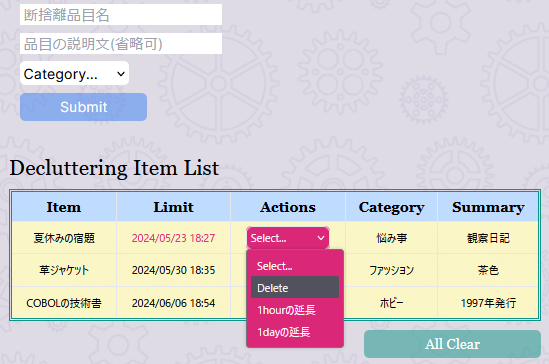 断捨離品目名
品目の説明文(省略可)
Category...
Submit
Decluttering Item List
Item Limit Actions Category Summary
夏休みの宿題 2024/05/23 18:27 Select... 悩み事 観察日記
革ジャケット 2024/05/30 18:35 Select... ファッション 茶色
Delete
COBOLの技術書 2024/06/06 18:54 1hourの延長 ホビー 1997年発行
1dayの延長
All Clear